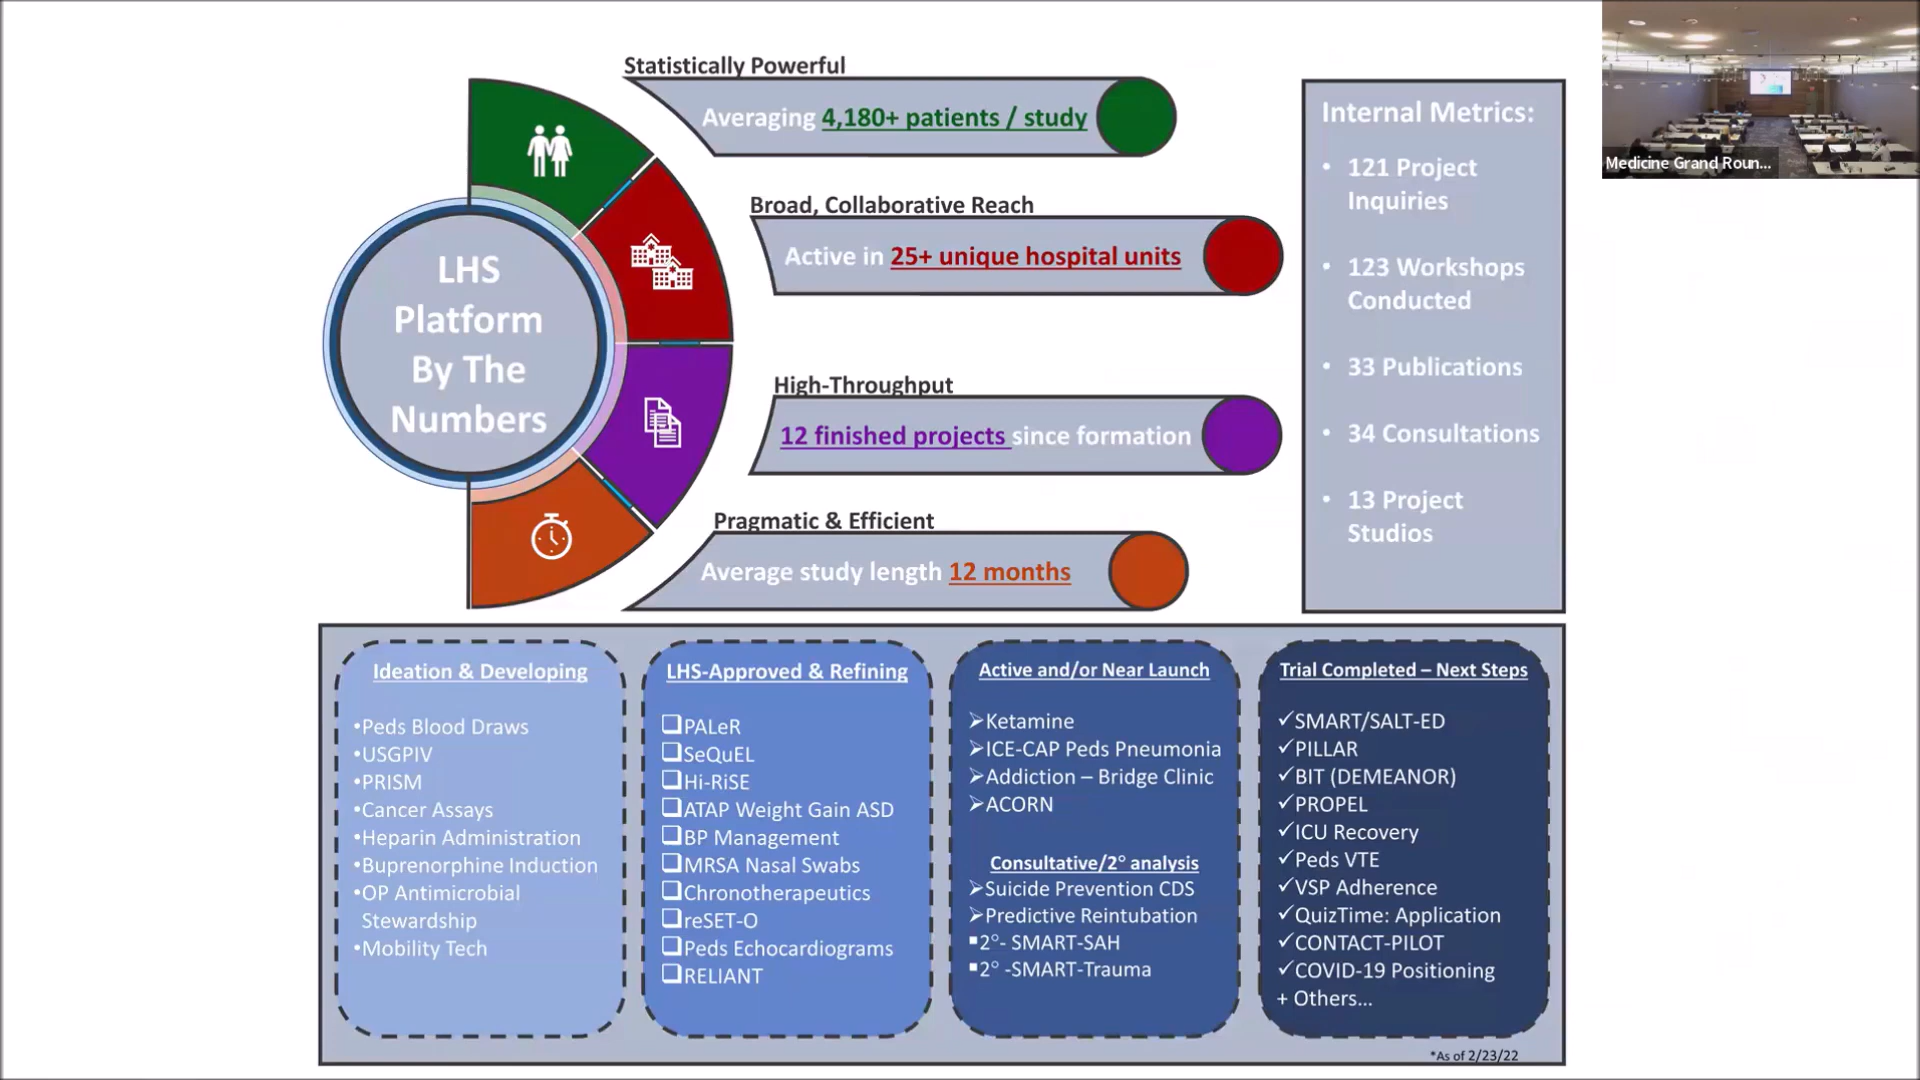 Statistically Powerful
Averaging 4,180+ patients / study
Broad, Collaborative Reach
Active in 25+ unique hospital units
LHS
Platform
By The
Numbers
High-Throughput
12 finished projects since formation
Pragmatic & Efficient
Average study length 12 months
Internal Metrics:
• 121 Project
Inquiries
• 123 Workshops
Conducted
• 33 Publications
• 34 Consultations
• 13 Project
Studios
Medicine Grand Roun...
Ideation & Developing
•Peds Blood Draws
•USGPIV
•PRISM
•Cancer Assays
•Heparin Administration
•Buprenorphine Induction
•OP Antimicrobial
Stewardship
•Mobility Tech
LHS-Approved & Refining
❑PALeR
❑SeQuEL
❑Hi-RiSE
❑ATAP Weight Gain ASD
❑BP Management
❑MRSA Nasal Swabs
❑Chronotherapeutics
❑reSET-O
❑Peds Echocardiograms
❑RELIANT
Active and/or Near Launch
➢Ketamine
➢ICE-CAP Peds Pneumonia
➢Addiction – Bridge Clinic
➢ACORN
Consultative/2° analysis
➢Suicide Prevention CDS
➢Predictive Reintubation
▪2°- SMART-SAH
▪2° -SMART-Trauma
Trial Completed – Next Steps
✓SMART/SALT-ED
✓PILLAR
✓BIT (DEMEANOR)
✓PROPEL
✓ICU Recovery
✓Peds VTE
✓VSP Adherence
✓QuizTime: Application
✓CONTACT-PILOT
✓COVID-19 Positioning
+ Others...
*As of 2/23/22